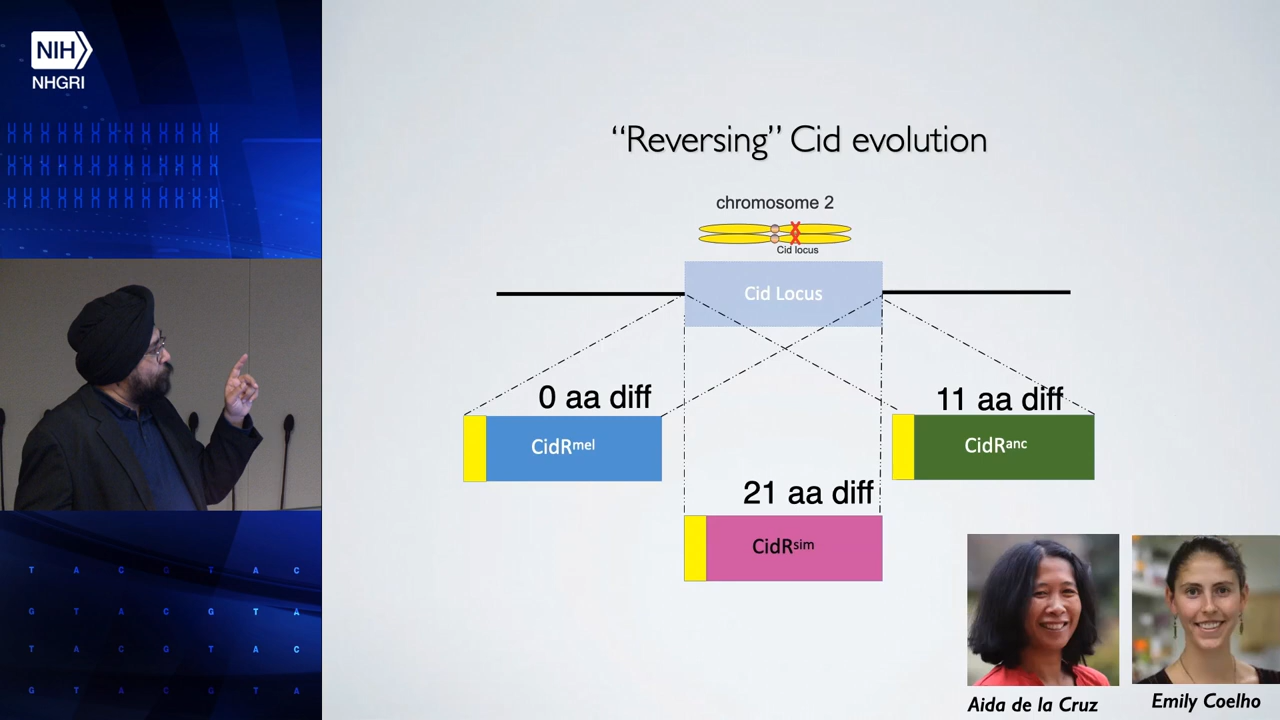 NIH
NHGRI
"Reversing" Cid evolution
chromosome 2
Cid locus
Cid Locus
0 aa diff
11 aa diff
CidRmel
CidRanc
21 aa diff
CidRsim
T A C G T A C
G T A C G T A
T A C G T A C
G T A C G T A
Aida de la Cruz
Emily Coelho